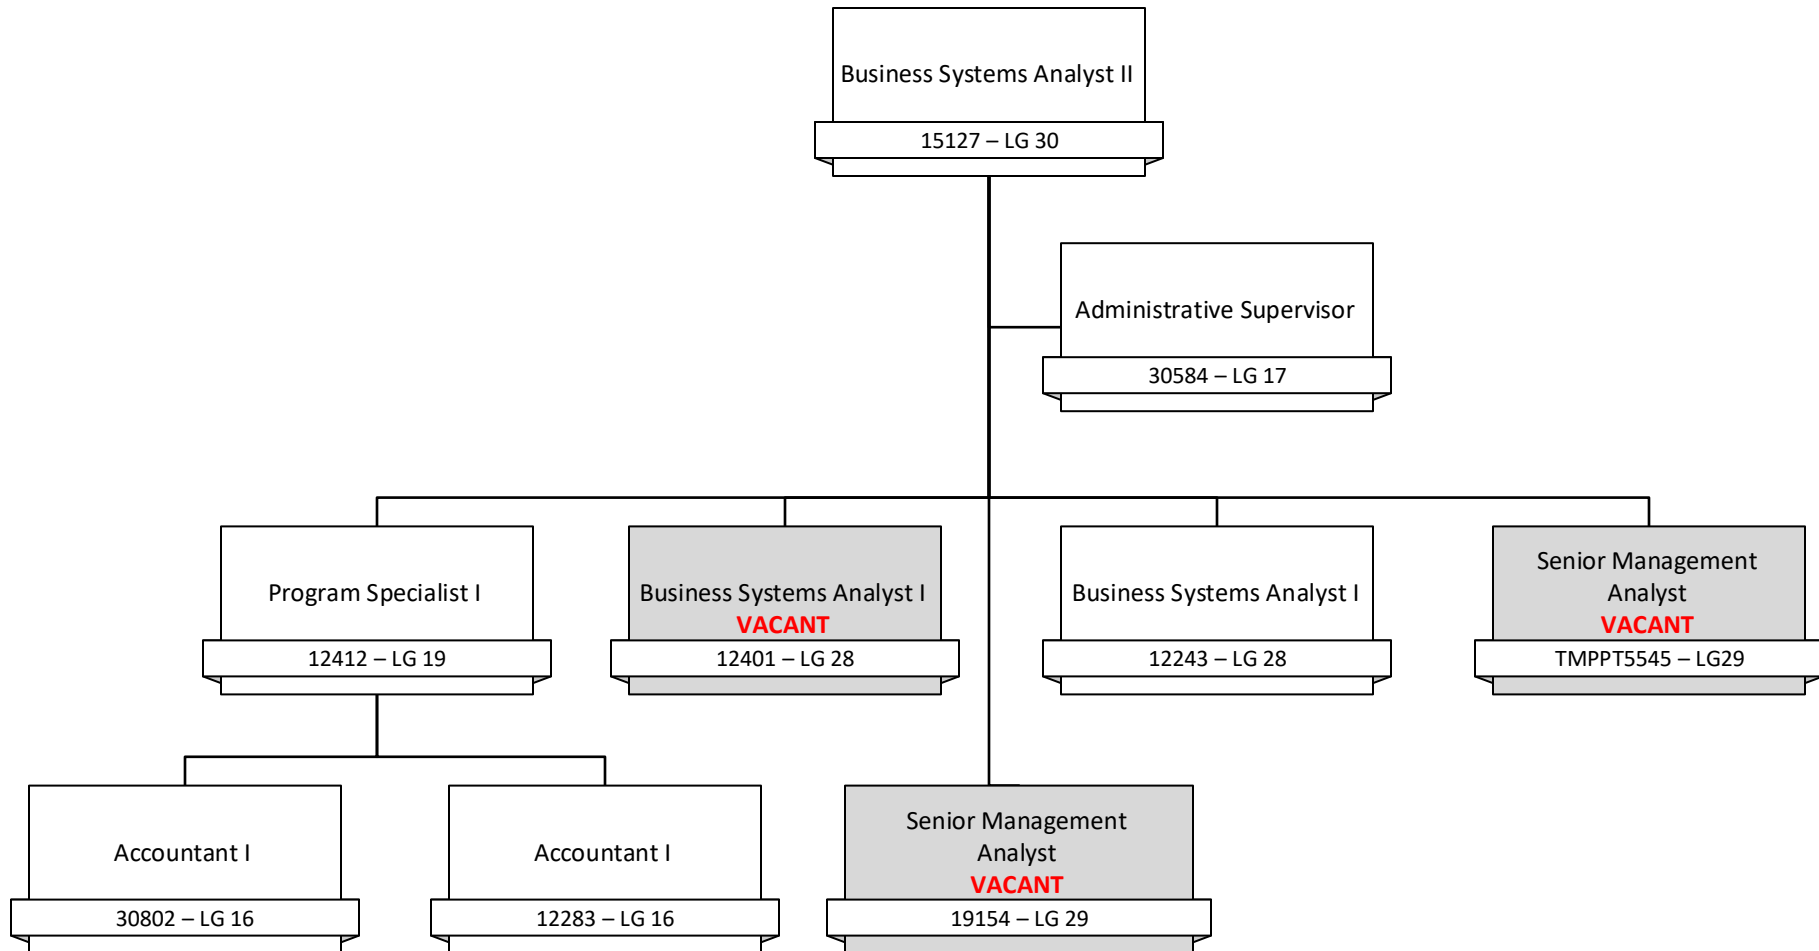 Business Systems Analyst II
15127 – LG 30
Administrative Supervisor
30584 – LG 17
Program Specialist I
12412 – LG 19
Business Systems Analyst I
VACANT
12401 – LG 28
Business Systems Analyst I
12243 – LG 28
Senior Management
Analyst
VACANT
TMPPT5545 – LG29
Accountant I
30802 – LG 16
Accountant I
12283 – LG 16
Senior Management
Analyst
VACANT
19154 – LG 29